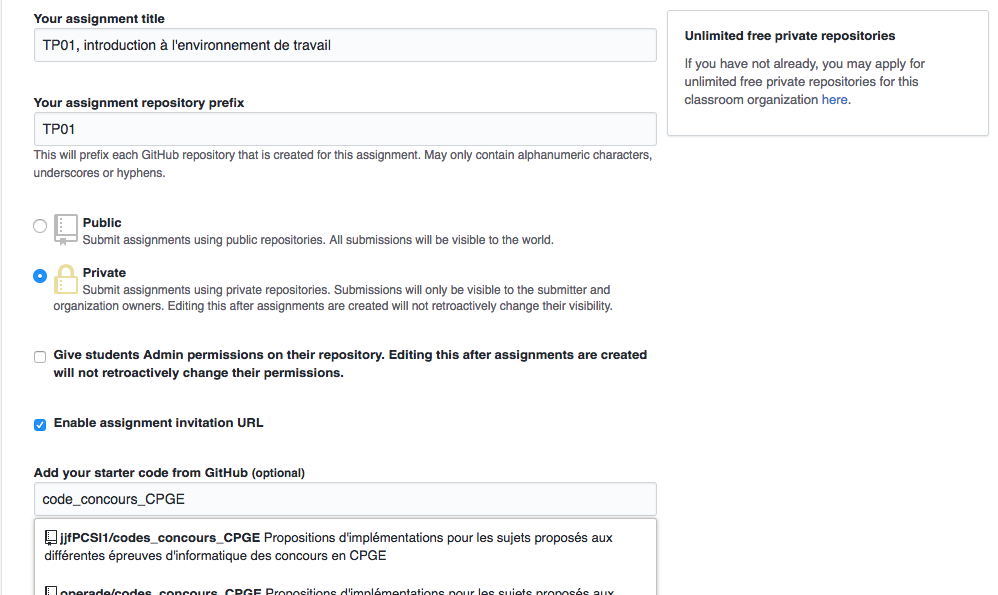 Your assignment title
TP01, introduction à l'environnement de travail
Your assignment repository prefix
TP01
This will prefix each GitHub repository that is created for this assignment. May only contain alphanumeric characters,
underscores or hyphens.
Public
Submit assignments using public repositories. All submissions will be visible to the world.
Private
Submit assignments using private repositories. Submissions will only be visible to the submitter and
organization owners. Editing this after assignments are created will not retroactively change their visibility.
Give students Admin permissions on their repository. Editing this after assignments are created
will not retroactively change their permissions.
Enable assignment invitation URL
Add your starter code from GitHub (optional)
code_concours_CPGE
jjfPCSI1/codes_concours_CPGE Propositions d'implémentations pour les sujets proposés aux
différentes épreuves d'informatique des concours en CPGE
operade/codes_concours_CPGE Propositions d'implémentations pour les sujets proposés aux
Unlimited free private repositories
If you have not already, you may apply for
unlimited free private repositories for this
classroom organization here.